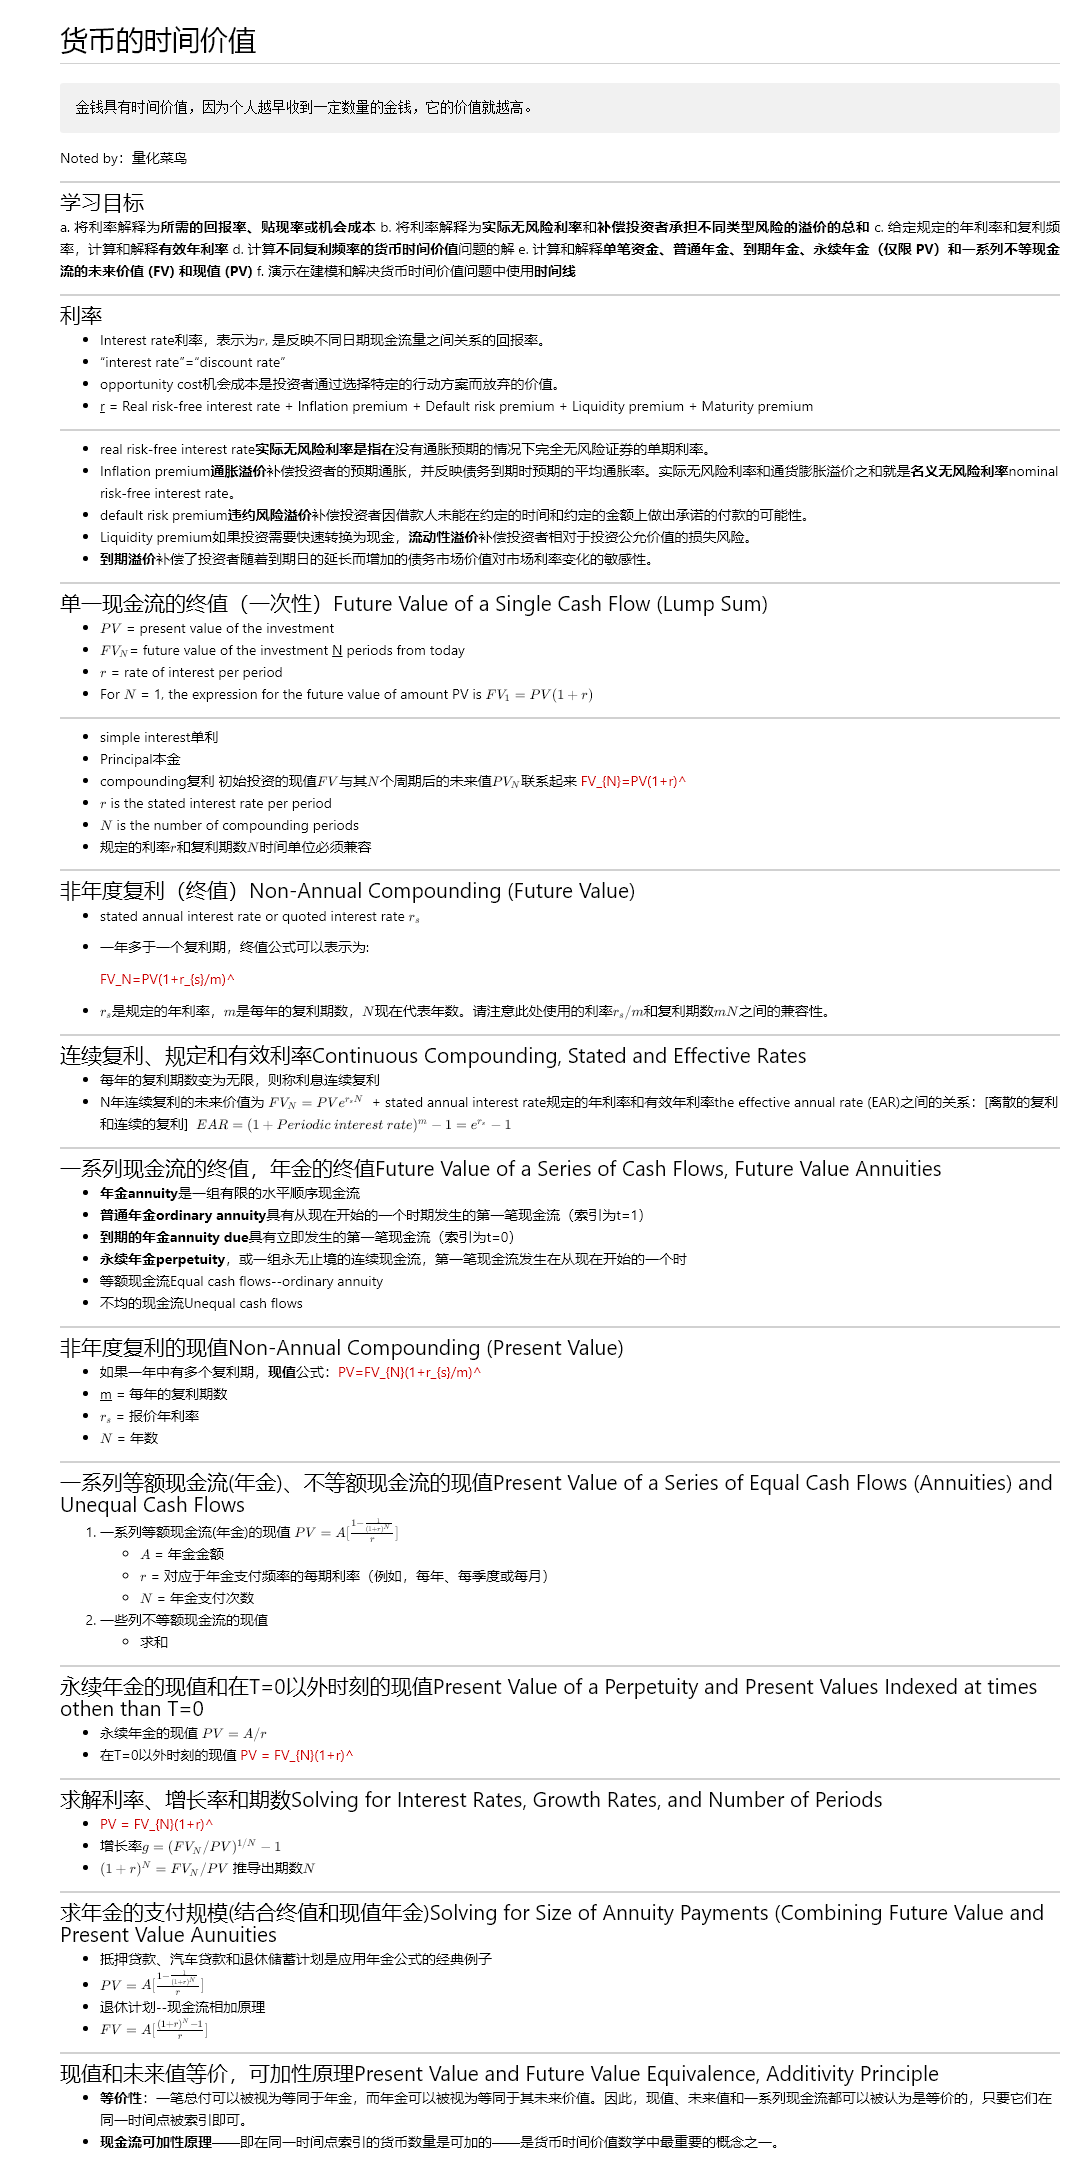 货币的时间价值
金钱具有时间价值，因为个人越早收到一定数量的金钱，它的价值就越高。
Noted by：量化菜鸟
学习目标
a. 将利率解释为所需的回报率、贴现率或机会成本 b. 将利率解释为实际无风险利率和补偿投资者承担不同类型风险的溢价的总和 c. 给定规定的年利率和复利频
率，计算和解释有效年利率 d. 计算不同复利频率的货币时间价值问题的解 e. 计算和解释单笔资金、普通年金、到期年金、永续年金（仅限 PV）和一系列不等现金
流的未来价值 (FV) 和现值 (PV) f. 演示在建模和解决货币时间价值问题中使用时间线
利率
• Interest rate利率，表示为r, 是反映不同日期现金流量之间关系的回报率。
• “interest rate”=“discount rate”
• opportunity cost机会成本是投资者通过选择特定的行动方案而放弃的价值。
• r = Real risk-free interest rate + Inflation premium + Default risk premium + Liquidity premium + Maturity premium
• real risk-free interest rate实际无风险利率是指在没有通胀预期的情况下完全无风险证券的单期利率。
• Inflation premium通胀溢价补偿投资者的预期通胀，并反映债务到期时预期的平均通胀率。实际无风险利率和通货膨胀溢价之和就是名义无风险利率nominal
risk-free interest rate。
• default risk premium违约风险溢价补偿投资者因借款人未能在约定的时间和约定的金额上做出承诺的付款的可能性。
• Liquidity premium如果投资需要快速转换为现金，流动性溢价补偿投资者相对于投资公允价值的损失风险。
• 到期溢价补偿了投资者随着到期日的延长而增加的债务市场价值对市场利率变化的敏感性。
单一现金流的终值（一次性）Future Value of a Single Cash Flow (Lump Sum)
• PV = present value of the investment
• FV_N= future value of the investment N periods from today
• r = rate of interest per period
• For N = 1, the expression for the future value of amount PV is FV_1 = PV(1 + r)
• simple interest单利
• Principal本金
• compounding复利 初始投资的现值FV与其N个周期后的未来值PV_N联系起来 FV_{N}=PV(1+r)^
• r is the stated interest rate per period
• N is the number of compounding periods
• 规定的利率r和复利期数N时间单位必须兼容
非年度复利（终值）Non-Annual Compounding (Future Value)
• stated annual interest rate or quoted interest rate r_s
• 一年多于一个复利期，终值公式可以表示为:
FV_N=PV(1+r_{s}/m)^
• r_s是规定的年利率，m是每年的复利期数，N现在代表年数。请注意此处使用的利率r_s/m和复利期数mN之间的兼容性。
连续复利、规定和有效利率Continuous Compounding, Stated and Effective Rates
• 每年的复利期数变为无限，则称利息连续复利
• N年连续复利的未来价值为 FV_N = PVe^{r_sN} + stated annual interest rate规定的年利率和有效年利率the effective annual rate (EAR)之间的关系：[离散的复利
和连续的复利] EAR = (1 + Periodic interest rate)^m − 1 = e^{r_s} − 1
一系列现金流的终值，年金的终值Future Value of a Series of Cash Flows, Future Value Annuities
• 年金annuity是一组有限的水平顺序现金流
• 普通年金ordinary annuity具有从现在开始的一个时期发生的第一笔现金流（索引为t=1）
• 到期的年金annuity due具有立即发生的第一笔现金流（索引为t=0）
• 永续年金perpetuity，或一组永无止境的连续现金流，第一笔现金流发生在从现在开始的一个时
• 等额现金流Equal cash flows--ordinary annuity
• 不均的现金流Unequal cash flows
非年度复利的现值Non-Annual Compounding (Present Value)
• 如果一年中有多个复利期，现值公式：PV=FV_{N}(1+r_{s}/m)^
• m = 每年的复利期数
• r_s = 报价年利率
• N = 年数
一系列等额现金流(年金)、不等额现金流的现值Present Value of a Series of Equal Cash Flows (Annuities) and
Unequal Cash Flows
1. 一系列等额现金流(年金)的现值 PV = A[\frac{1-\frac{1}{(1+r)^N}}{r}]
◦ A = 年金金额
◦ r = 对应于年金支付频率的每期利率（例如，每年、每季度或每月）
◦ N = 年金支付次数
2. 一些列不等额现金流的现值
◦ 求和
永续年金的现值和在T=0以外时刻的现值Present Value of a Perpetuity and Present Values Indexed at times
othen than T=0
• 永续年金的现值 PV = A/r
• 在T=0以外时刻的现值 PV = FV_{N}(1+r)^
求解利率、增长率和期数Solving for Interest Rates, Growth Rates, and Number of Periods
• PV = FV_{N}(1+r)^
• 增长率g = (FV_N/PV)^{1/N} − 1
• (1 + r)^N = FV_N/PV 推导出期数N
求年金的支付规模(结合终值和现值年金)Solving for Size of Annuity Payments (Combining Future Value and
Present Value Aunuities
• 抵押贷款、汽车贷款和退休储蓄计划是应用年金公式的经典例子
• PV = A[\frac{1-\frac{1}{(1+r)^N}}{r}]
• 退休计划--现金流相加原理
• FV = A[\frac{(1+r)^N-1}{r}]
现值和未来值等价，可加性原理Present Value and Future Value Equivalence, Additivity Principle
• 等价性：一笔总付可以被视为等同于年金，而年金可以被视为等同于其未来价值。因此，现值、未来值和一系列现金流都可以被认为是等价的，只要它们在
同一时间点被索引即可。
• 现金流可加性原理——即在同一时间点索引的货币数量是可加的——是货币时间价值数学中最重要的概念之一。